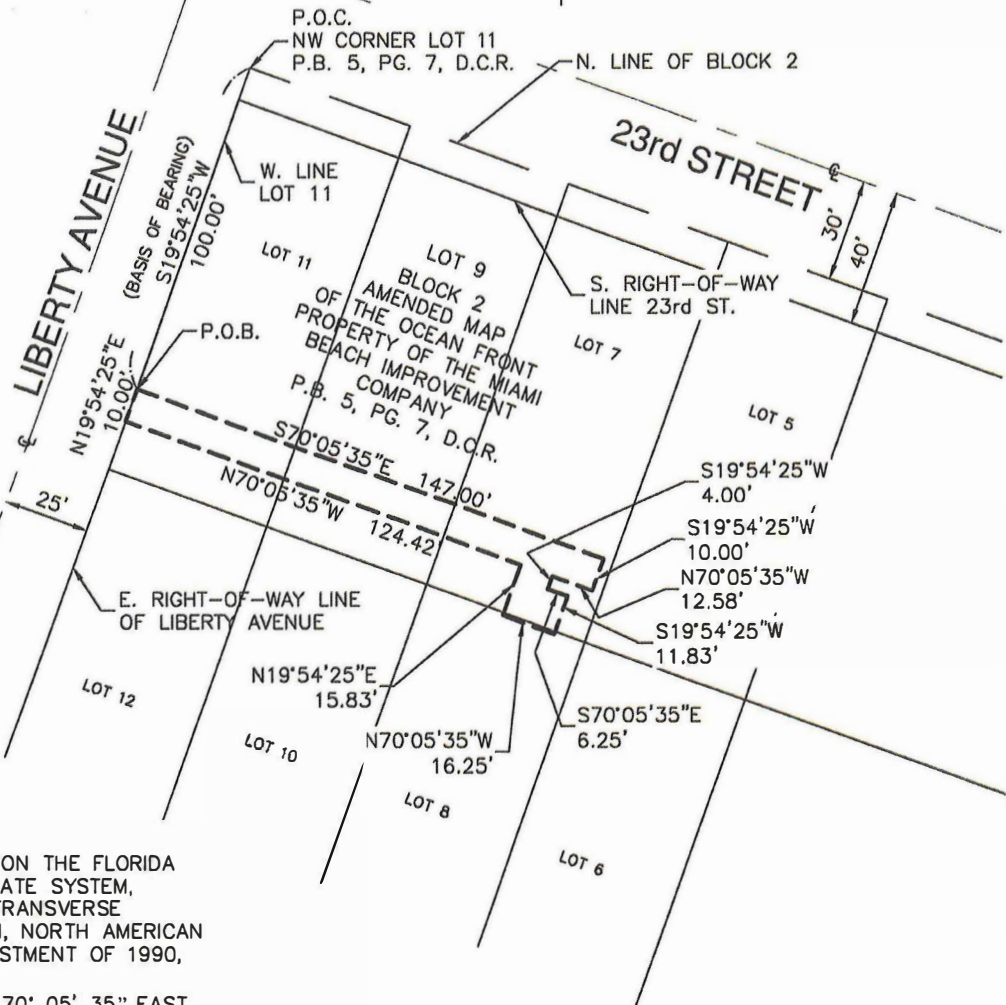 P.O.C.
NW CORNER LOT 11
P.B. 5, PG. 7, D.C.R.
N. LINE OF BLOCK 2
23rd STREET
℄
30'
40'
LIBERTY AVENUE
(BASIS OF BEARING)
S19°54'25"W
100.00'
W. LINE
LOT 11
LOT 11
LOT 9
BLOCK 2
AMENDED MAP
OF THE OCEAN FRONT
PROPERTY OF THE MIAMI
BEACH IMPROVEMENT
COMPANY
P.B. 5, PG. 7, D.C.R.
S. RIGHT-OF-WAY
LINE 23rd ST.
LOT 7
LOT 5
P.O.B.
N19°54'25"E
10.00'
℄
25'
S70°05'35"E 147.00'
N70°05'35"W 124.42'
S19°54'25"W
4.00'
S19°54'25"W
10.00'
N70°05'35"W
12.58'
S19°54'25"W
11.83'
E. RIGHT-OF-WAY LINE
OF LIBERTY AVENUE
N19°54'25"E
15.83'
N70°05'35"W
16.25'
S70°05'35"E
6.25'
LOT 12
LOT 10
LOT 8
LOT 6
ON THE FLORIDA
ATE SYSTEM,
TRANSVERSE
, NORTH AMERICAN
STMENT OF 1990,
70° 05' 35" EAST